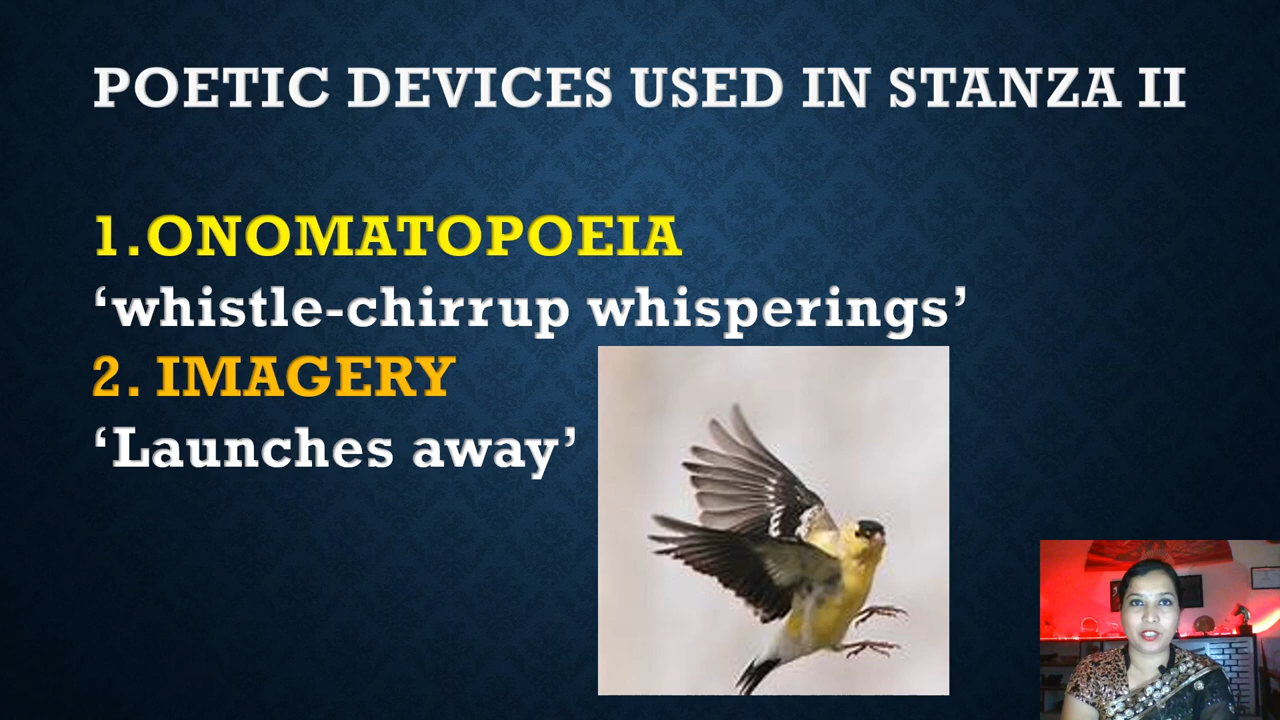 POETIC DEVICES USED IN STANZA II
1.ONOMATOPOEIA
‘whistle-chirrup whisperings’
2. IMAGERY
‘Launches away’